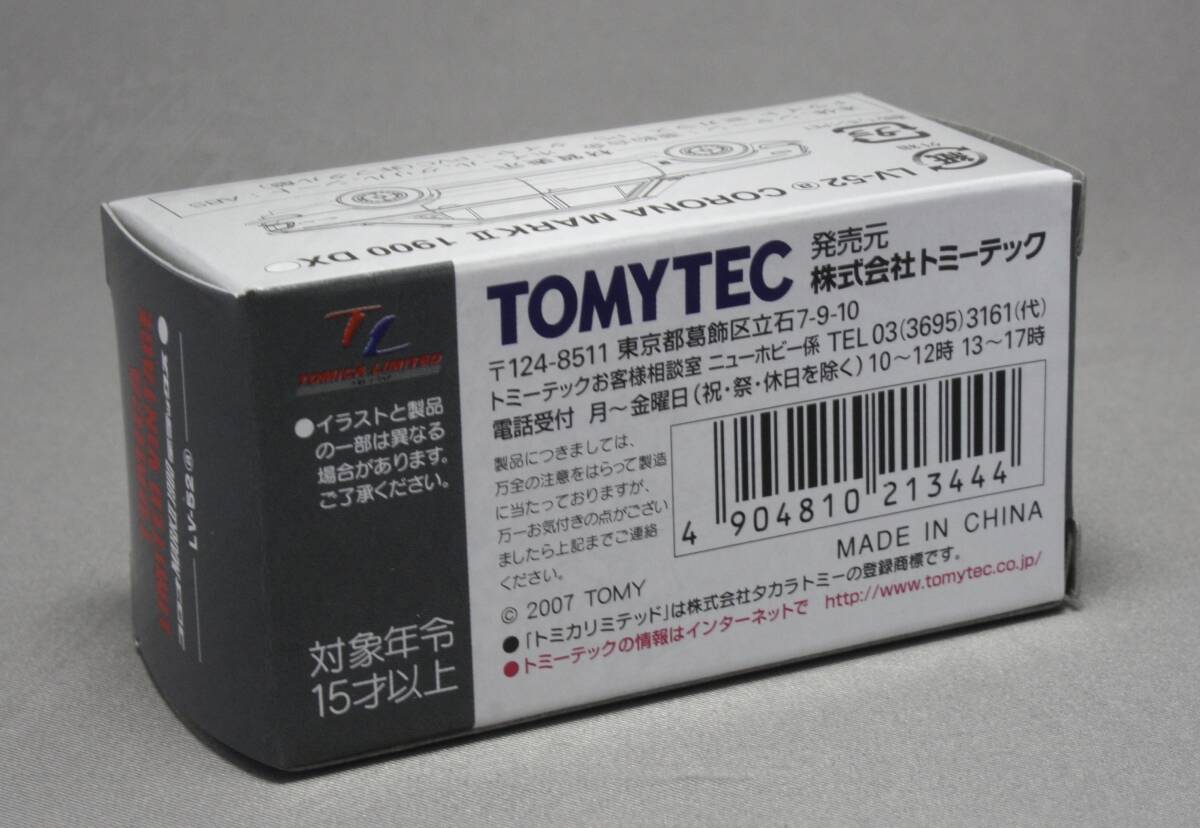 LV-52ⓐ CORONA MARKⅡ 1900 DX
紙
外箱
TOMYTEC
発売元
株式会社トミーテック
〒124-8511 東京都葛飾区立石7-9-10
トミーテックお客様相談室 ニューホビー係 TEL 03(3695)3161(代)
電話受付 月～金曜日(祝・祭・休日を除く)10～12時 13～17時
製品につきましては、
万全の注意をはらって製造
に当たっておりますが、
万一お気付きの点がござい
ましたら上記までご連絡
ください。
4 904810 213444
MADE IN CHINA
© 2007 TOMY
●「トミカリミテッド」は株式会社タカラトミーの登録商標です。
●トミーテックの情報はインターネットで http://www.tomytec.co.jp/
TL
TOMICA LIMITED
●イラストと製品
の一部は異なる
場合があります。
ご了承ください。
対象年令
15才以上
LV-52ⓐ